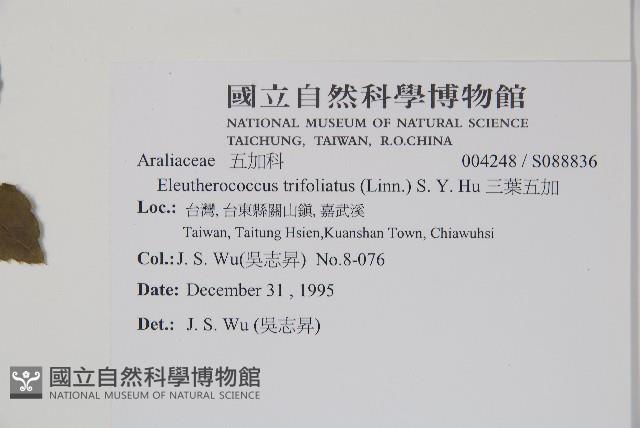 國立自然科學博物館
NATIONAL MUSEUM OF NATURAL SCIENCE
TAICHUNG, TAIWAN, R.O.CHINA
Araliaceae 五加科 004248 / S088836
Eleutherococcus trifoliatus (Linn.) S. Y. Hu 三葉五加
Loc.: 台灣, 台東縣關山鎮, 嘉武溪
Taiwan, Taitung Hsien,Kuanshan Town, Chiawuhsi
Col.: J. S. Wu(吳志昇) No.8-076
Date: December 31 , 1995
Det.: J. S. Wu (吳志昇)
國立自然科學博物館
NATIONAL MUSEUM OF NATURAL SCIENCE